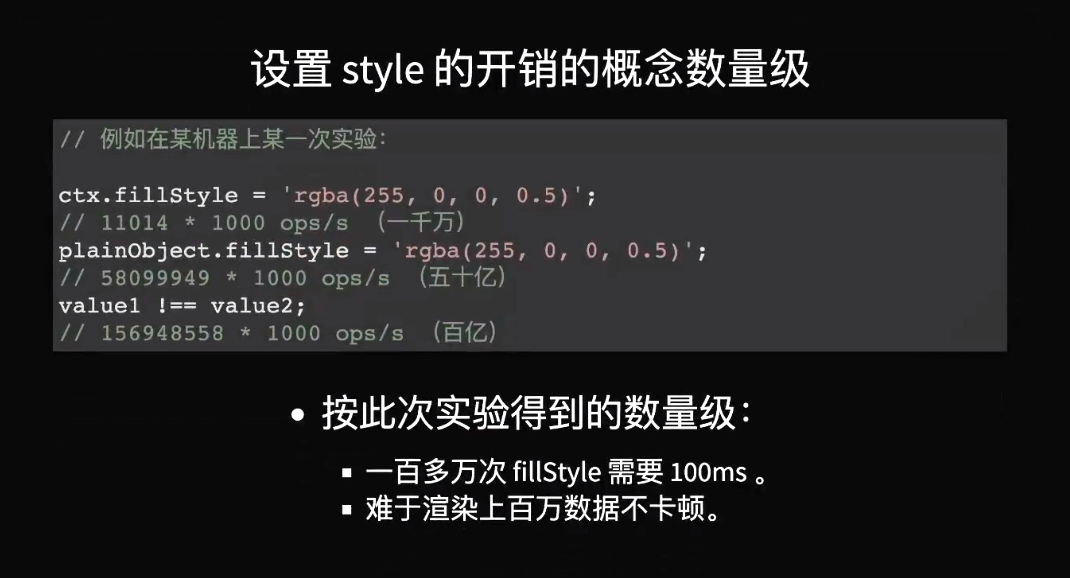 设置 style 的开销的概念数量级
// 例如在某机器上某一次实验：
ctx.fillStyle = 'rgba(255, 0, 0, 0.5)';
// 11014 * 1000 ops/s （一千万）
plainObject.fillStyle = 'rgba(255, 0, 0, 0.5)';
// 58099949 * 1000 ops/s （五十亿）
value1 !== value2;
// 156948558 * 1000 ops/s （百亿）
• 按此次实验得到的数量级：
▪ 一百多万次 fillStyle 需要 100ms 。
▪ 难于渲染上百万数据不卡顿。